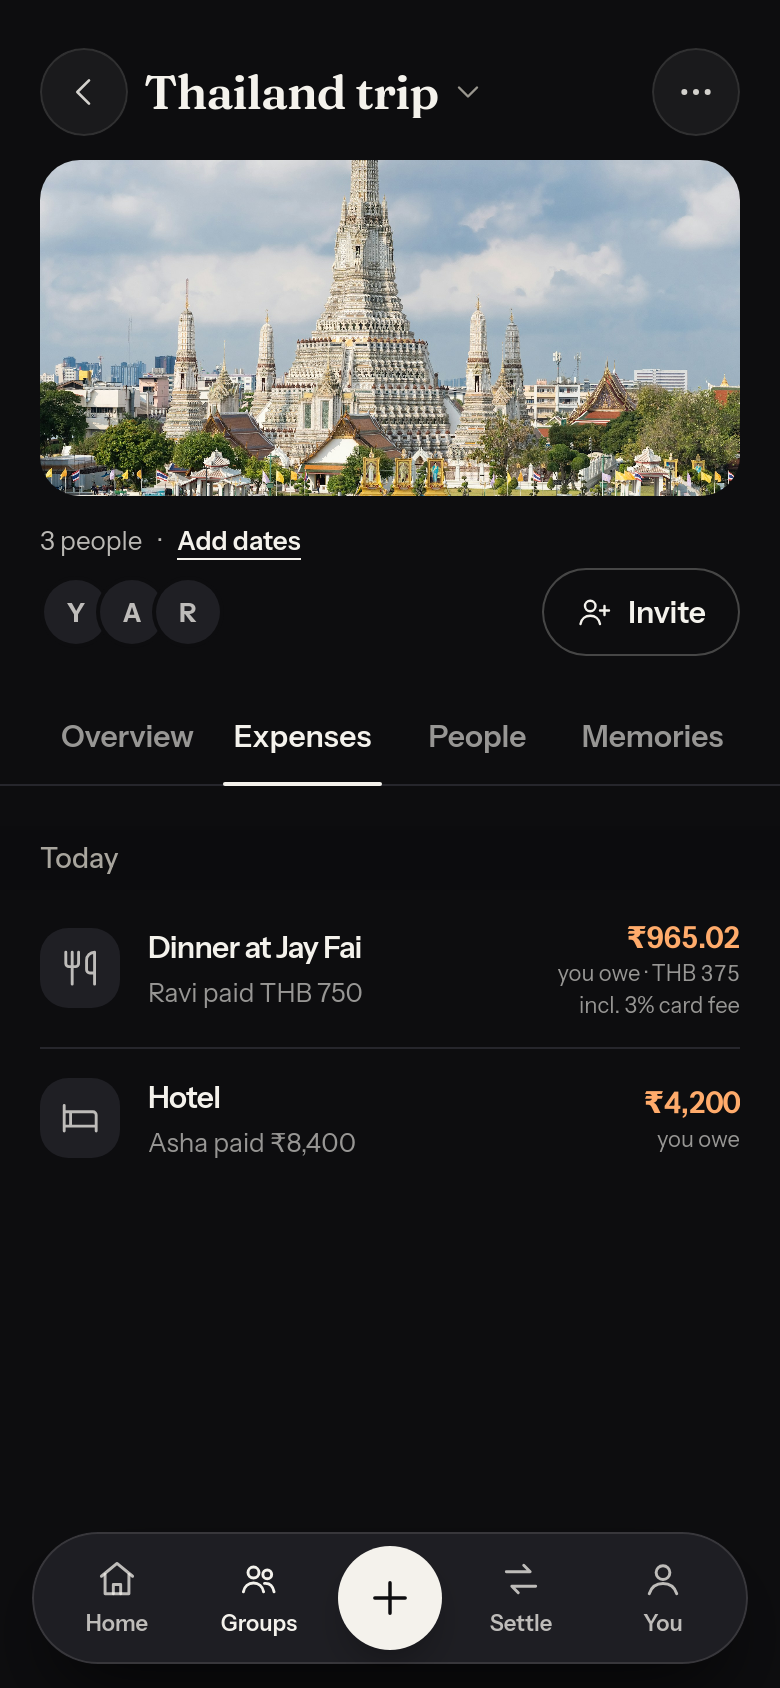 Thailand trip
3 people · Add dates
Y A R
Invite
Overview Expenses People Memories
Today
Dinner at Jay Fai
Ravi paid THB 750
₹965.02
you owe · THB 375
incl. 3% card fee
Hotel
Asha paid ₹8,400
₹4,200
you owe
Home Groups Settle You